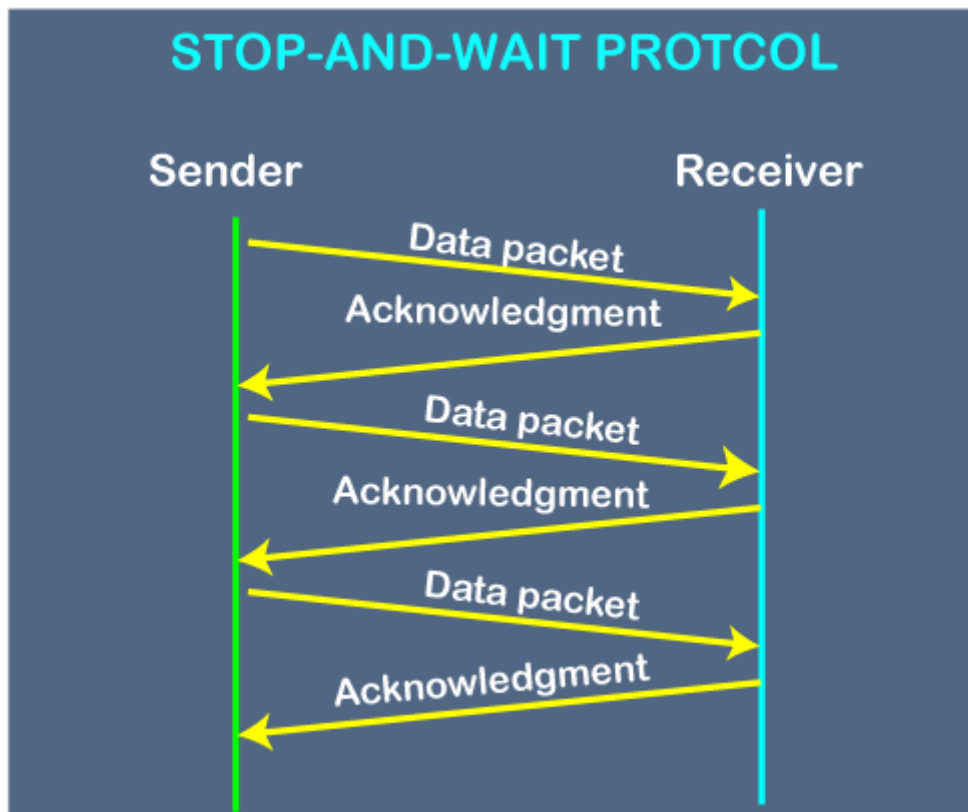 STOP-AND-WAIT PROTCOL
Sender Receiver
Data packet
Acknowledgment
Data packet
Acknowledgment
Data packet
Acknowledgment